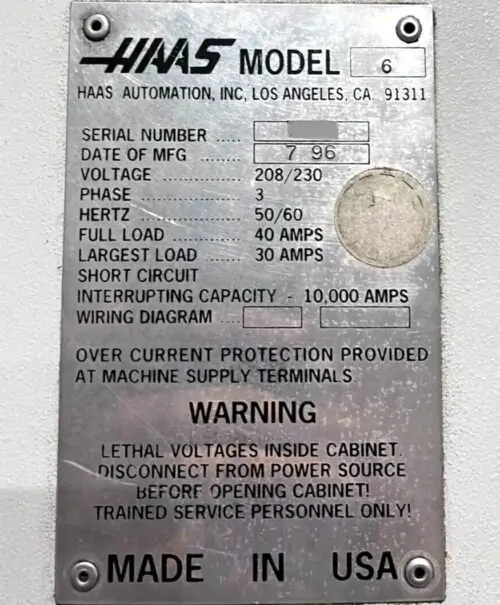 HAAS MODEL 6
HAAS AUTOMATION, INC, LOS ANGELES, CA. 91311
SERIAL NUMBER .....
DATE OF MFG ........ 7 96
VOLTAGE ............... 208/230
PHASE ................... 3
HERTZ ................... 50/60
FULL LOAD ............. 40 AMPS
LARGEST LOAD ....... 30 AMPS
SHORT CIRCUIT
INTERRUPTING CAPACITY - 10,000 AMPS
WIRING DIAGRAM ....
OVER CURRENT PROTECTION PROVIDED
AT MACHINE SUPPLY TERMINALS.
WARNING
LETHAL VOLTAGES INSIDE CABINET.
DISCONNECT FROM POWER SOURCE
BEFORE OPENING CABINET!
TRAINED SERVICE PERSONNEL ONLY!
MADE IN USA